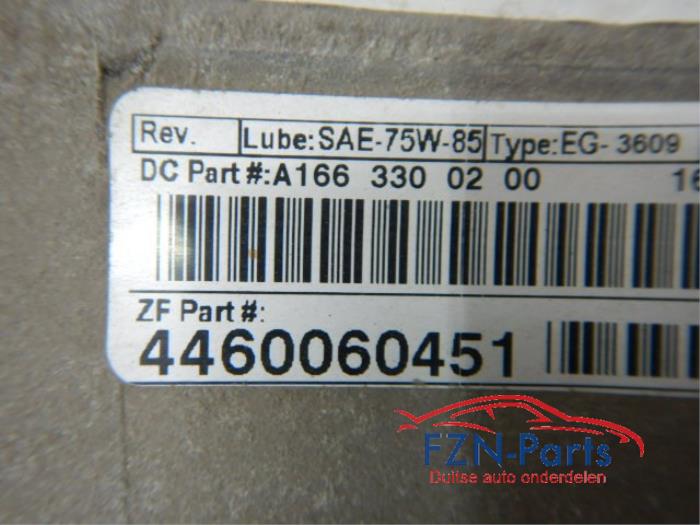 Rev. Lube:SAE-75W-85 Type:EG- 3609
DC Part #:A166 330 02 00 16
ZF Part #:
4460060451
FZN-Parts
Duitse auto onderdelen